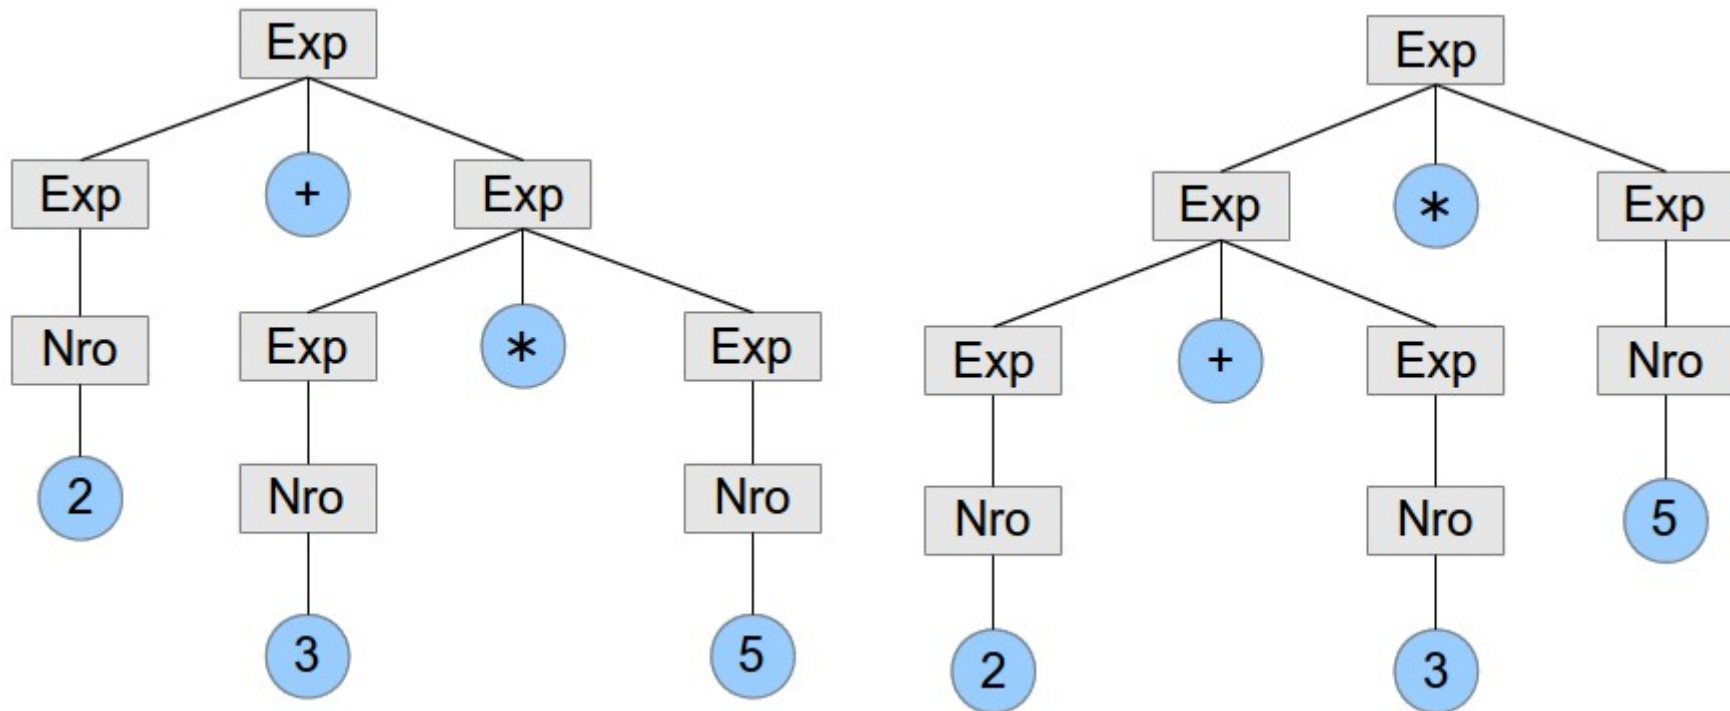 Exp Exp
Exp + Exp Exp * Exp
Nro Exp * Exp Exp + Exp Nro
2 Nro Nro Nro Nro 5
3 5 2 3